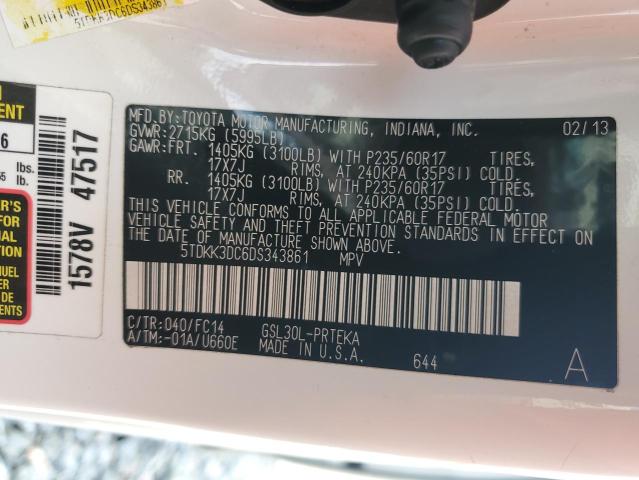 5TDKK3DC6DS343861
MFD.BY:TOYOTA MOTOR MANUFACTURING, INDIANA, INC. 02/13
GVWR:2715KG (5995LB)
GAWR:FRT. 1405KG (3100LB) WITH P235/60R17 TIRES,
17X7J RIMS, AT 240KPA (35PSI) COLD.
RR. 1405KG (3100LB) WITH P235/60R17 TIRES,
17X7J RIMS, AT 240KPA (35PSI) COLD.
THIS VEHICLE CONFORMS TO ALL APPLICABLE FEDERAL MOTOR
VEHICLE SAFETY AND THEFT PREVENTION STANDARDS IN EFFECT ON
THE DATE OF MANUFACTURE SHOWN ABOVE.
5TDKK3DC6DS343861 MPV
C/TR:040/FC14 GSL30L-PRTEKA
A/TM:-01A/U660E MADE IN U.S.A. 644 A
6
lbs.
lb.
1578V 47517